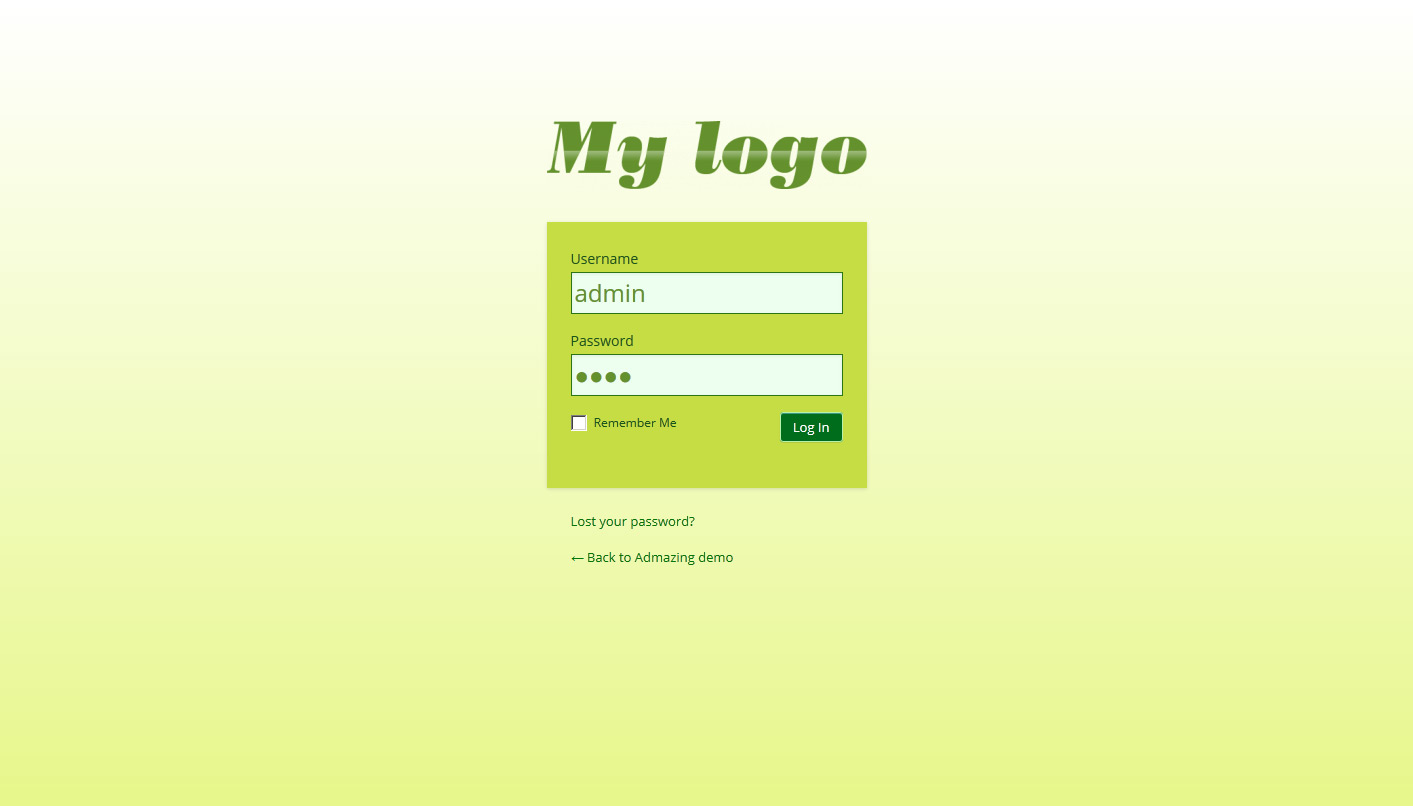 My logo
Username
admin
Password
●●●●
Remember Me
Log In
Lost your password?
← Back to Admazing demo